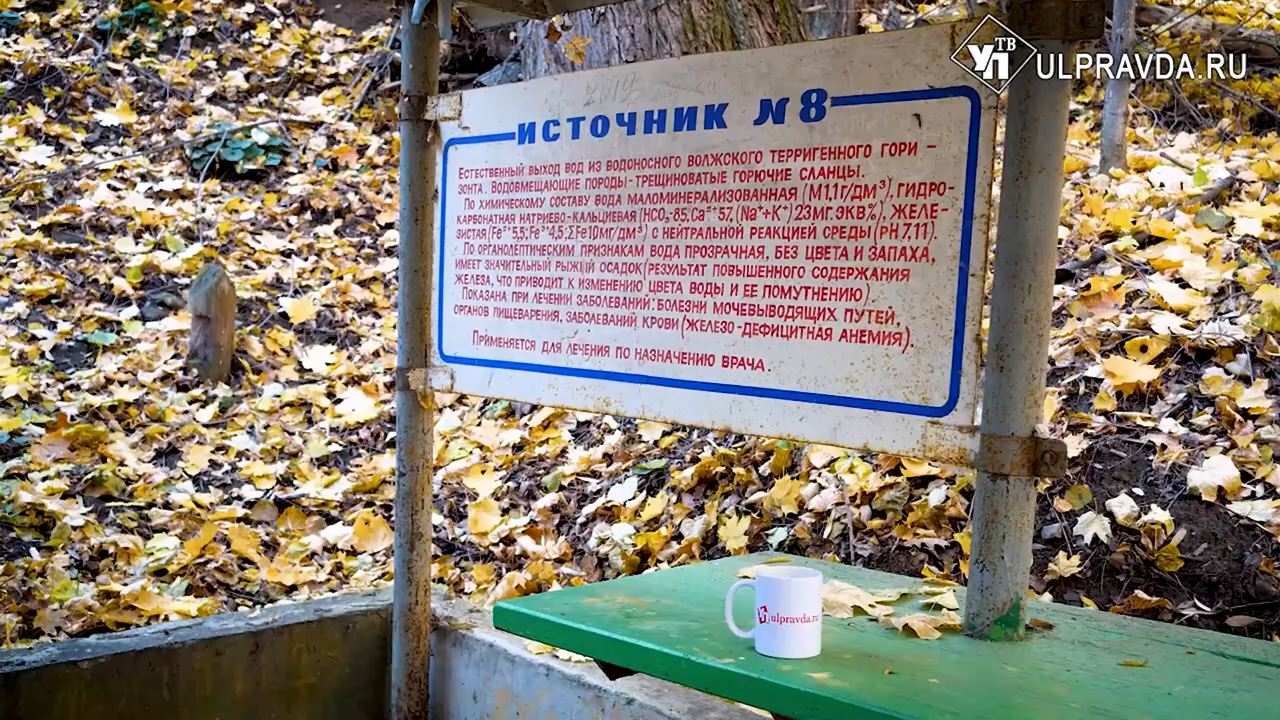 УП ТВ ULPRAVDA.RU
2012
ИСТОЧНИК №8
ЕСТЕСТВЕННЫЙ ВЫХОД ВОД ИЗ ВОДОНОСНОГО ВОЛЖСКОГО ТЕРРИГЕННОГО ГОРИ –
ЗОНТА. ВОДОВМЕЩАЮЩИЕ ПОРОДЫ - ТРЕЩИНОВАТЫЕ ГОРЮЧИЕ СЛАНЦЫ.
ПО ХИМИЧЕСКОМУ СОСТАВУ ВОДА МАЛОМИНЕРАЛИЗОВАННАЯ (М1,1г/дм³), ГИДРО-
КАРБОНАТНАЯ НАТРИЕВО-КАЛЬЦИЕВАЯ (HCO₃-85,Ca²⁺57,(Na⁺+K⁺)23МГ.ЭКВ%), ЖЕЛЕ-
ЗИСТАЯ (Fe²⁺5,5;Fe³⁺4,5;ΣFe10мг/дм³) С НЕЙТРАЛЬНОЙ РЕАКЦИЕЙ СРЕДЫ (РН 7,11).
ПО ОРГАНОЛЕПТИЧЕСКИМ ПРИЗНАКАМ ВОДА ПРОЗРАЧНАЯ, БЕЗ ЦВЕТА И ЗАПАХА,
ИМЕЕТ ЗНАЧИТЕЛЬНЫЙ РЫЖИЙ ОСАДОК (РЕЗУЛЬТАТ ПОВЫШЕННОГО СОДЕРЖАНИЯ
ЖЕЛЕЗА, ЧТО ПРИВОДИТ К ИЗМЕНЕНИЮ ЦВЕТА ВОДЫ И ЕЕ ПОМУТНЕНИЮ).
ПОКАЗАНА ПРИ ЛЕЧЕНИИ ЗАБОЛЕВАНИЙ: БОЛЕЗНИ МОЧЕВЫВОДЯЩИХ ПУТЕЙ,
ОРГАНОВ ПИЩЕВАРЕНИЯ, ЗАБОЛЕВАНИЙ КРОВИ (ЖЕЛЕЗО-ДЕФИЦИТНАЯ АНЕМИЯ).
ПРИМЕНЯЕТСЯ ДЛЯ ЛЕЧЕНИЯ ПО НАЗНАЧЕНИЮ ВРАЧА.
УП ulpravda.ru